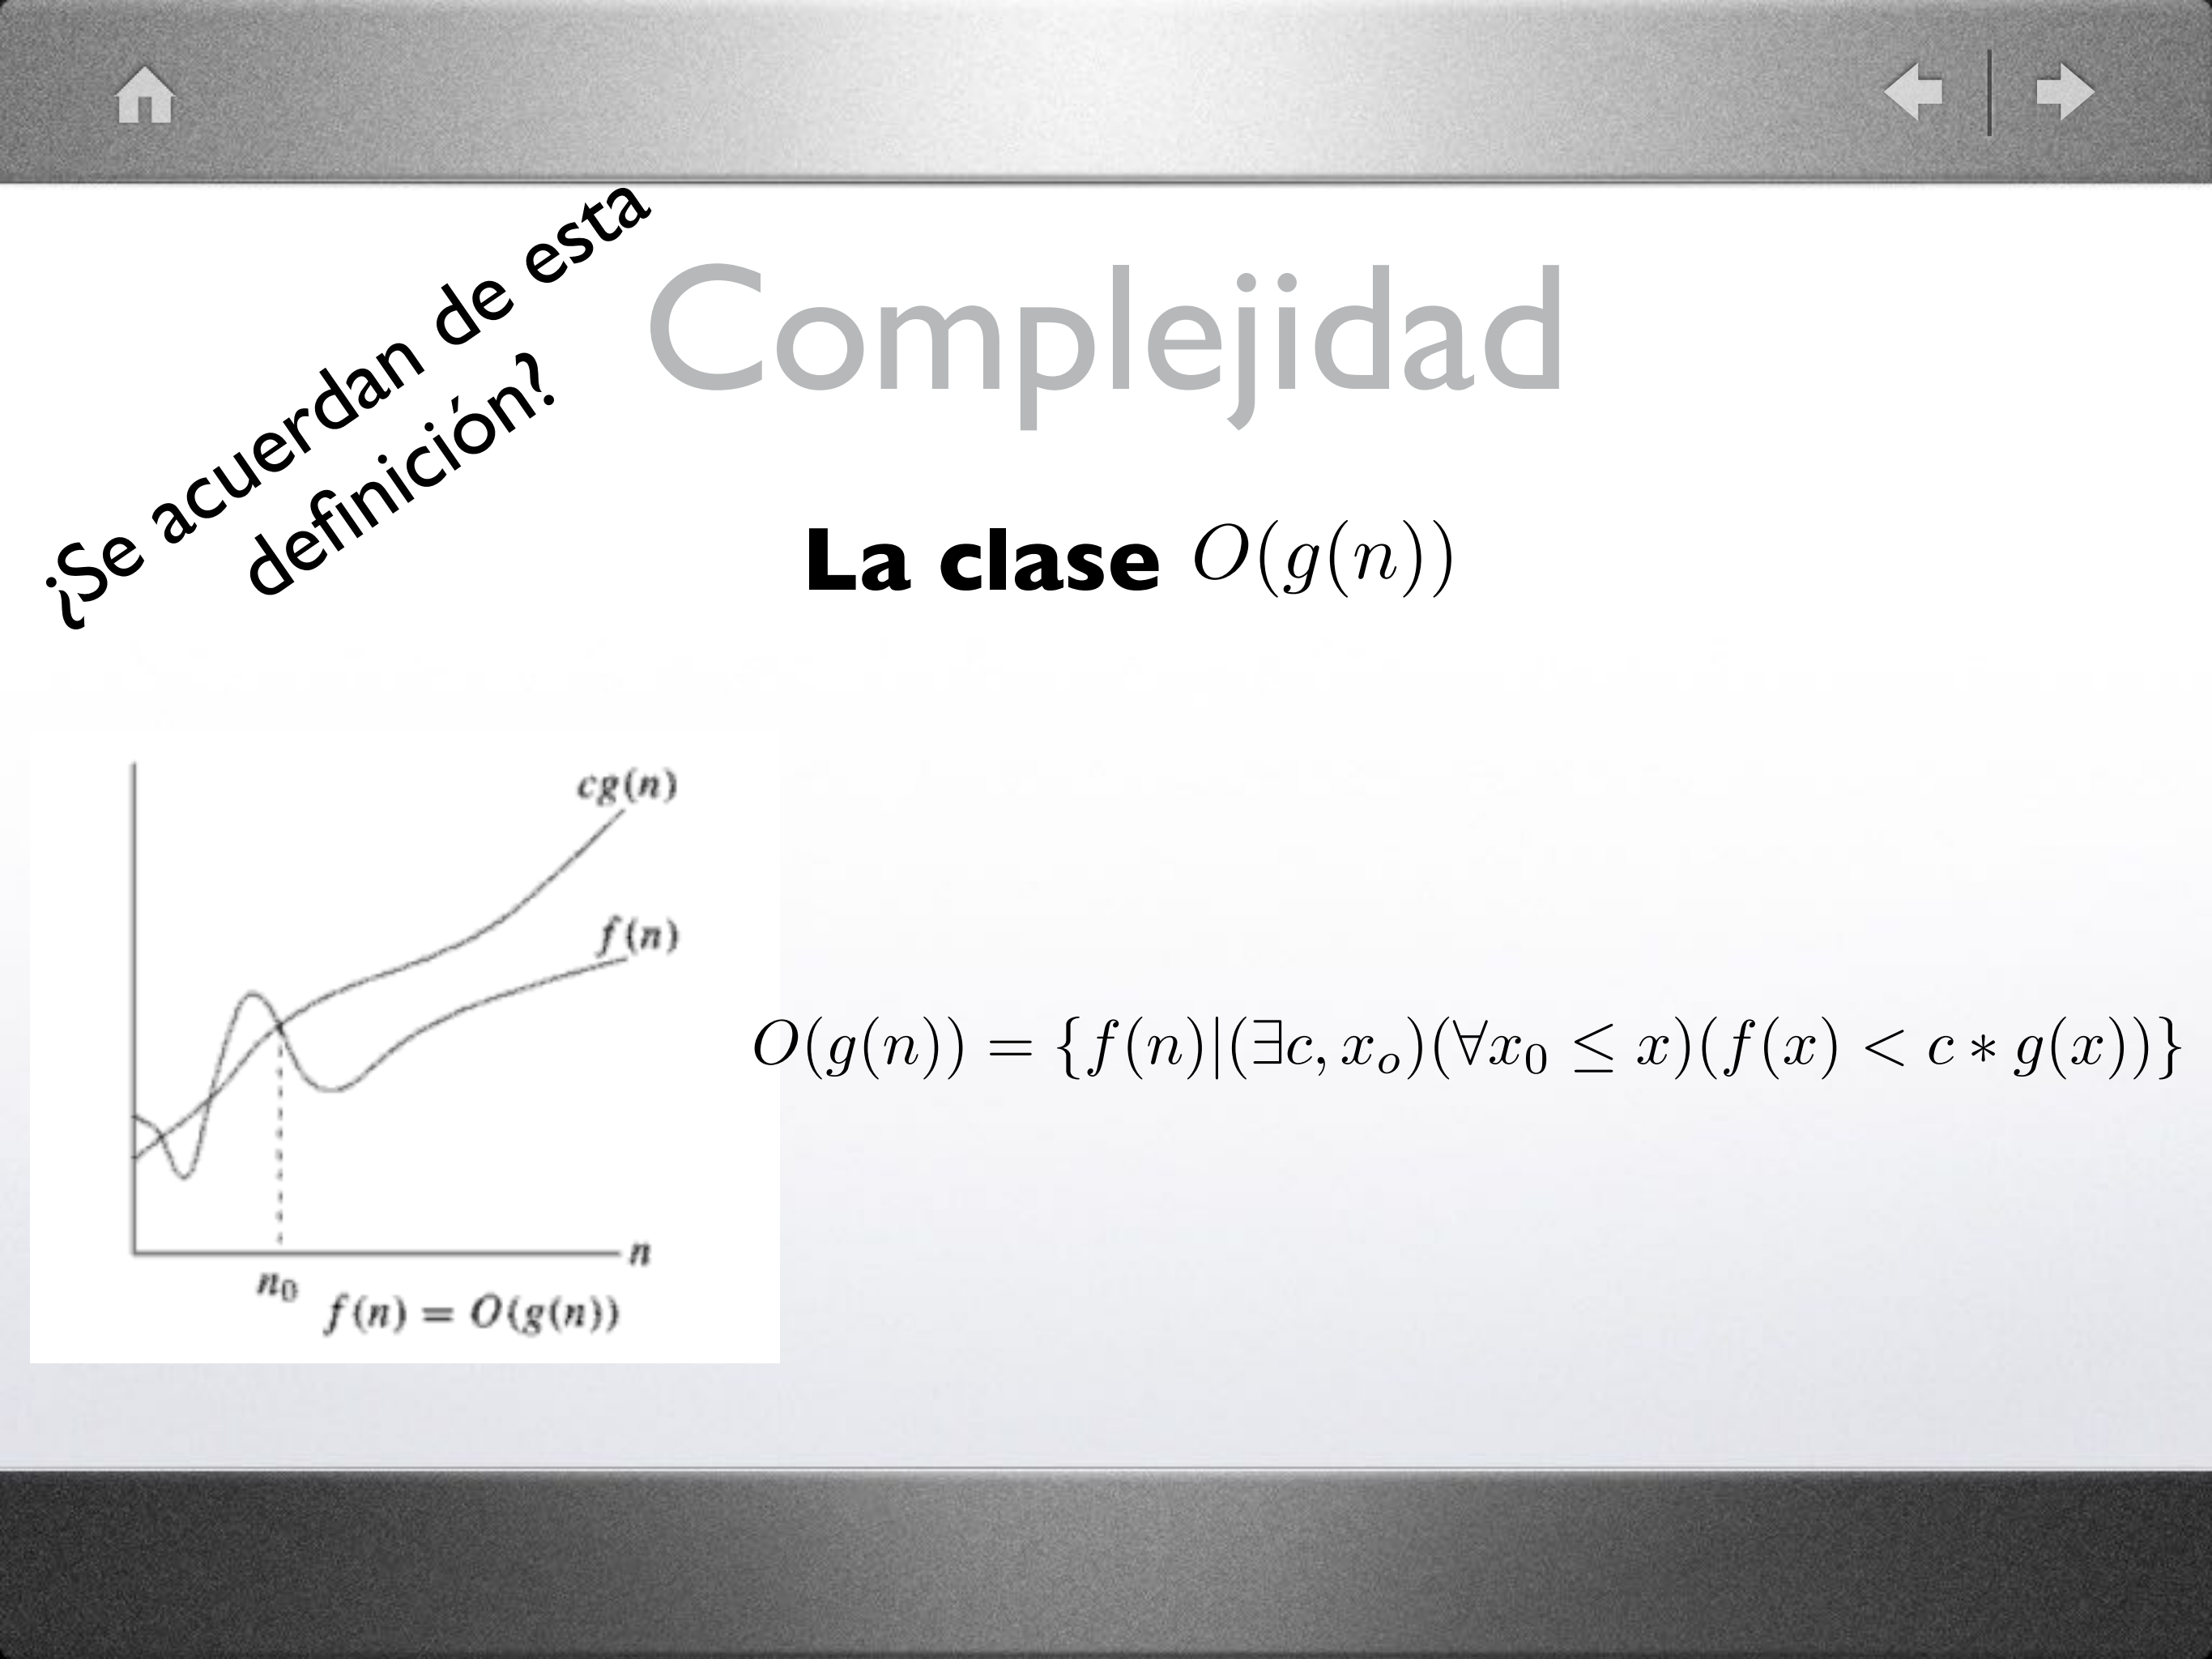 ¿Se acuerdan de esta
definición?
Complejidad
La clase O(g(n))
cg(n)
f(n)
O(g(n)) = {f(n)|(∃c, xₒ)(∀x₀ ≤ x)(f(x) < c ∗ g(x))}
n
n₀
f(n) = O(g(n))